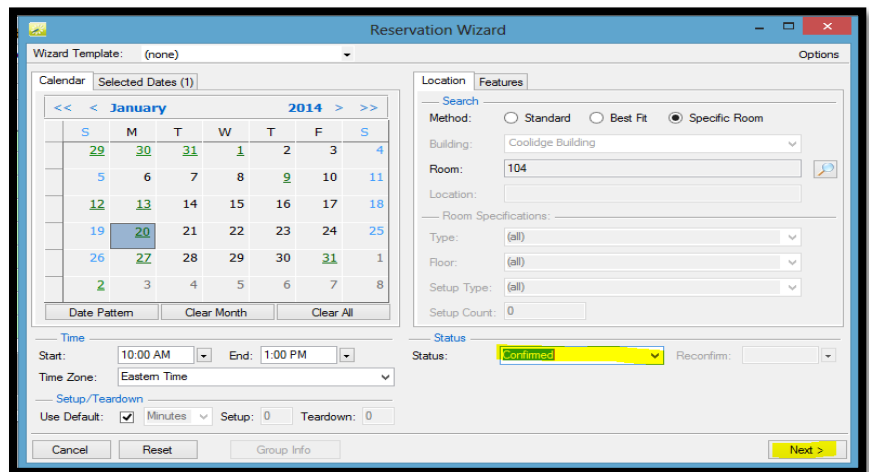 Reservation Wizard
Wizard Template: (none) Options
Calendar Selected Dates (1)
<< < January 2014 > >>
S M T W T F S
29 30 31 1 2 3 4
5 6 7 8 9 10 11
12 13 14 15 16 17 18
19 20 21 22 23 24 25
26 27 28 29 30 31 1
2 3 4 5 6 7 8
Date Pattern Clear Month Clear All
Location Features
Search
Method: Standard Best Fit Specific Room
Building: Coolidge Building
Room: 104
Location:
Room Specifications:
Type: (all)
Floor: (all)
Setup Type: (all)
Setup Count: 0
Time
Start: 10:00 AM End: 1:00 PM
Time Zone: Eastern Time
Setup/Teardown
Use Default: Minutes Setup: 0 Teardown: 0
Status
Status: Confirmed Reconfirm:
Cancel Reset Group Info Next >